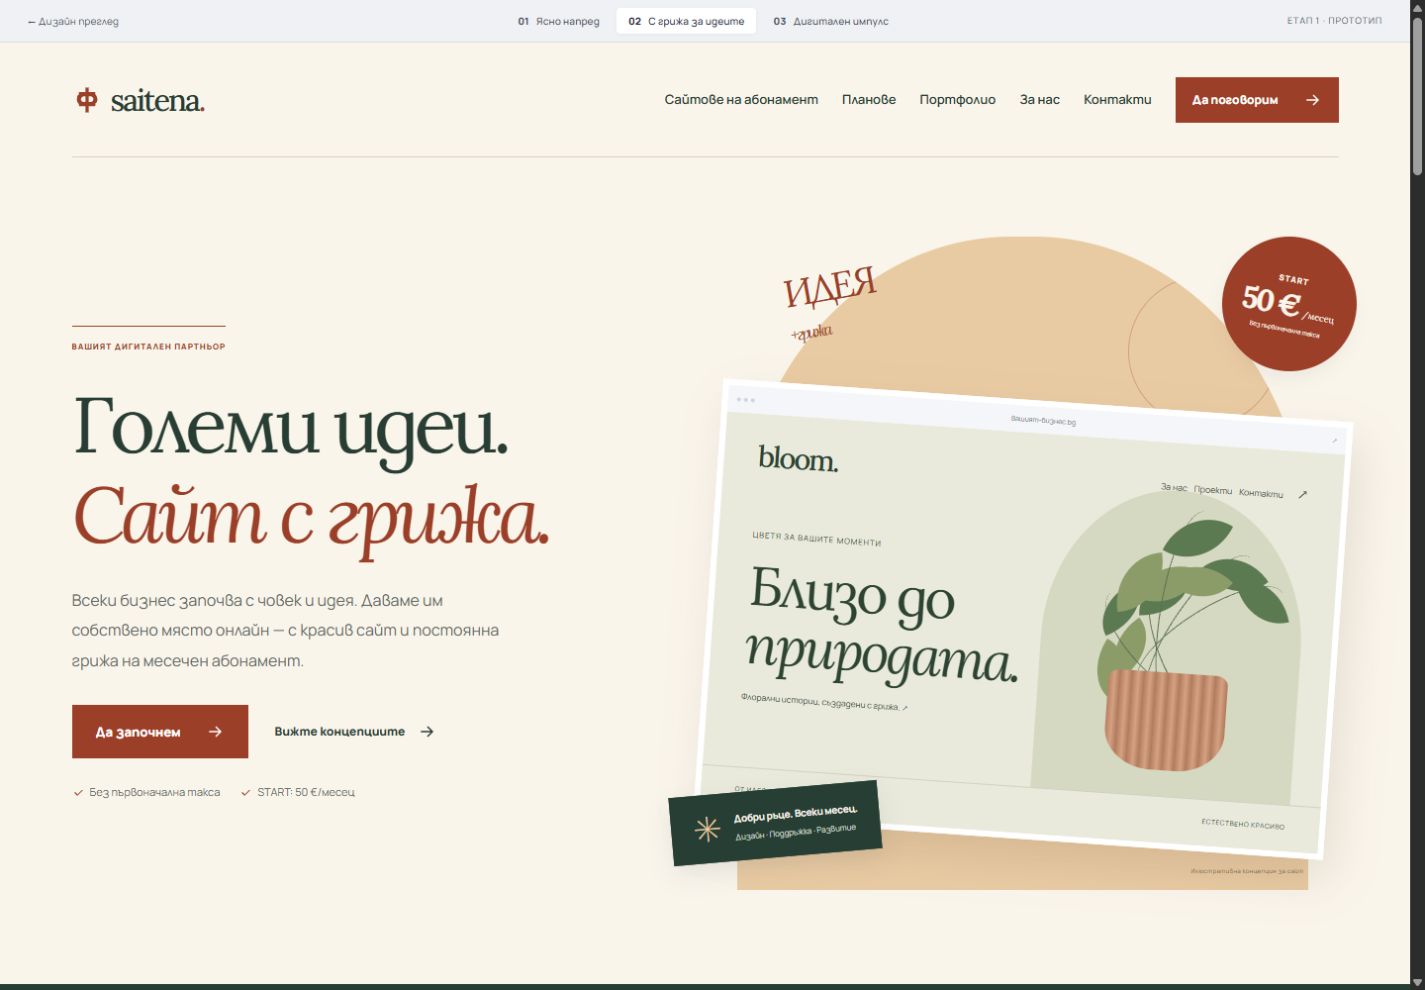 ← Дизайн преглед
01 Ясно напред
02 С грижа за идеите
03 Дигитален импулс
ЕТАП 1 · ПРОТОТИП
saitena.
Сайтове на абонамент
Планове
Портфолио
За нас
Контакти
Да поговорим →
ВАШИЯТ ДИГИТАЛЕН ПАРТНЬОР
Големи идеи.
Сайт с грижа.
Всеки бизнес започва с човек и идея. Даваме им
собствено място онлайн — с красив сайт и постоянна
грижа на месечен абонамент.
Да започнем →
Вижте концепциите →
✓ Без първоначална такса
✓ START: 50 €/месец
ИДЕЯ
+грижа
START
50 € /месец
Без първоначална такса
Вашият-бизнес.bg
bloom.
За нас Проекти Контакти ↗
ЦВЕТЯ ЗА ВАШИТЕ МОМЕНТИ
Близо до
природата.
Флорални истории, създадени с грижа. ↗
ЕСТЕСТВЕНО КРАСИВО
Добри ръце. Всеки месец.
Дизайн · Поддръжка · Развитие
Илюстративна концепция за сайт